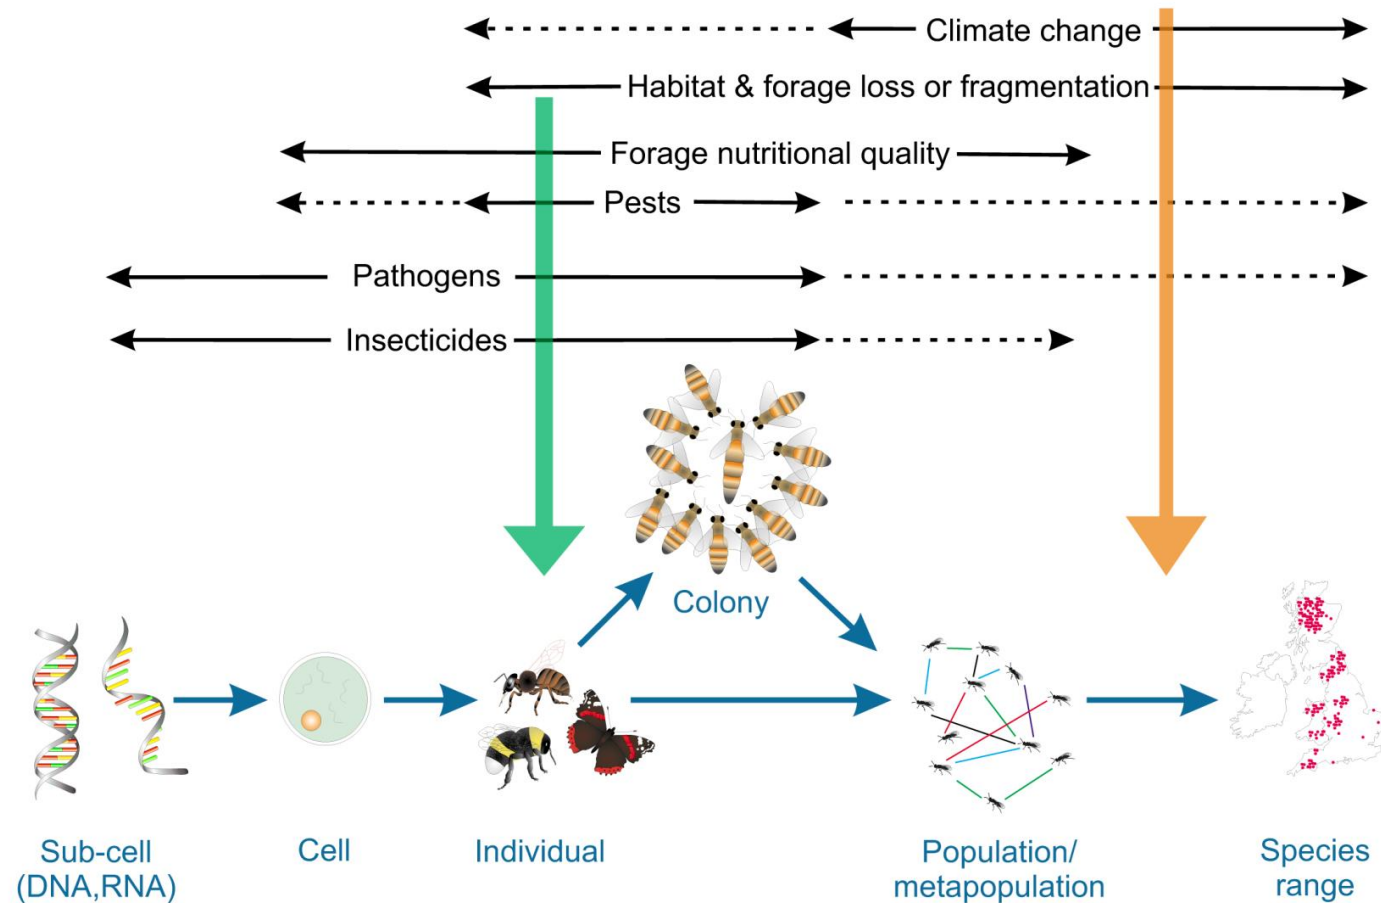 Climate change
Habitat & forage loss or fragmentation
Forage nutritional quality
Pests
Pathogens
Insecticides
Colony
Sub-cell
(DNA,RNA)
Cell
Individual
Population/
metapopulation
Species
range